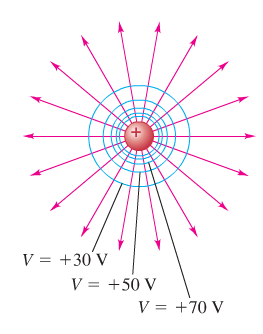 +
V = +30 V
V = +50 V
V = +70 V